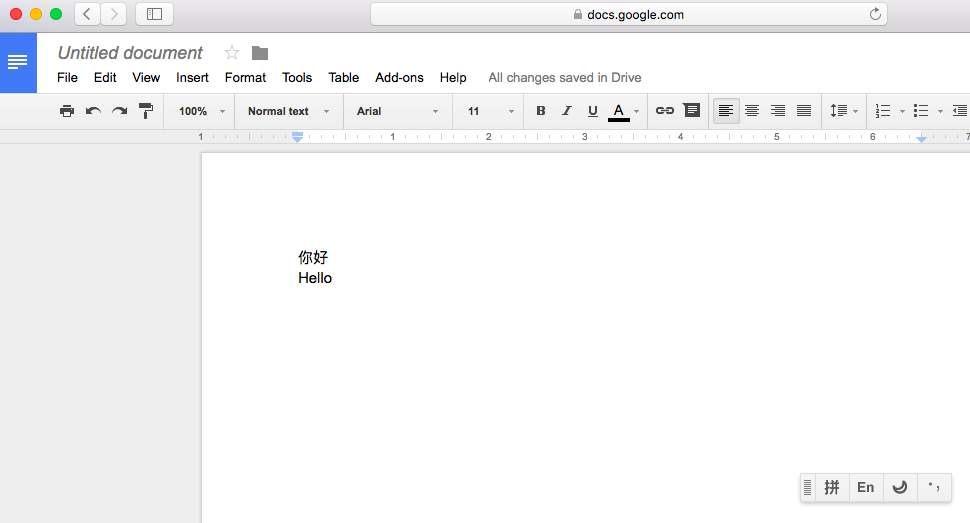 docs.google.com
Untitled document
File Edit View Insert Format Tools Table Add-ons Help All changes saved in Drive
100% Normal text Arial 11 B I U A
1 1 2 3 4 5 6 7
你好
Hello
拼 En